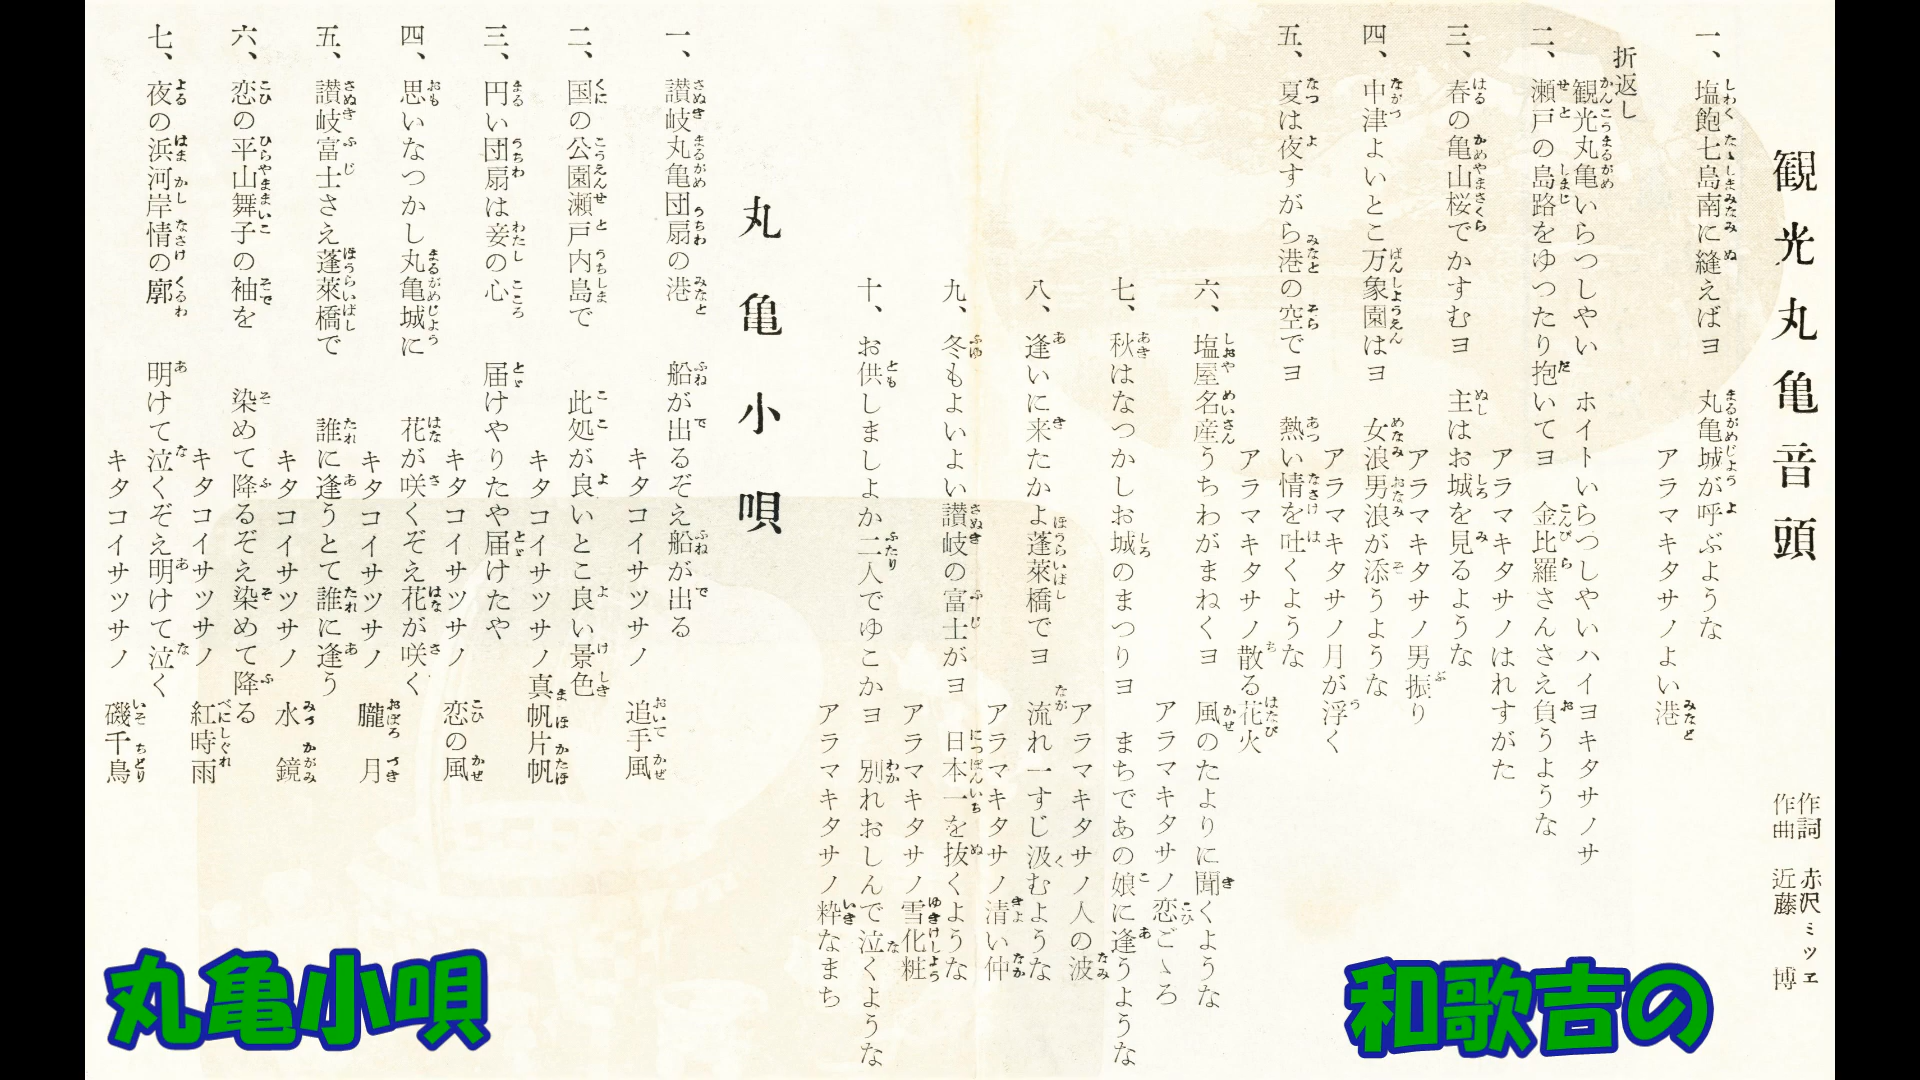 観光丸亀音頭
作詞 赤沢ミツヱ
作曲 近藤 博
一、塩飽七島南に縫えばヨ 丸亀城が呼ぶような
アラマキタサノよい港
折返し
観光丸亀いらつしやい ホイトいらつしやいハイヨキタサノサ
二、瀬戸の島路をゆつたり抱いてヨ 金比羅さんさえ負うような
アラマキタサノはれすがた
三、春の亀山桜でかすむヨ 主はお城を見るような
アラマキタサノ男振り
四、中津よいとこ万象園はヨ 女浪男浪が添うような
アラマキタサノ月が浮く
五、夏は夜すがら港の空でヨ 熱い情を吐くような
アラマキタサノ散る花火
六、塩屋名産うちわがまねくヨ 風のたよりに聞くような
アラマキタサノ恋ごゝろ
七、秋はなつかしお城のまつりヨ まちであの娘に逢うような
アラマキタサノ人の波
八、逢いに来たかよ蓬萊橋でヨ 流れ一すじ汲むような
アラマキタサノ清い仲
九、冬もよいよい讃岐の富士がヨ 日本一を抜くような
アラマキタサノ雪化粧
十、お供しましよか二人でゆこかヨ 別れおしんで泣くような
アラマキタサノ粋なまち
丸亀小唄
一、讃岐丸亀団扇の港 船が出るぞえ船が出る
キタコイサツサノ 追手風
二、国の公園瀬戸内島で 此処が良いとこ良い景色
キタコイサツサノ 真帆片帆
三、円い団扇は妾の心 届けやりたや届けたや
キタコイサツサノ 恋の風
四、思いなつかし丸亀城に 花が咲くぞえ花が咲く
キタコイサツサノ 朧月
五、讃岐富士さえ蓬萊橋で 誰に逢うとて誰に逢う
キタコイサツサノ 水鏡
六、恋の平山舞子の袖を 染めて降るぞえ染めて降る
キタコイサツサノ 紅時雨
七、夜の浜河岸情の廓 明けて泣くぞえ明けて泣く
キタコイサツサノ 磯千鳥
和歌吉の
丸亀小唄